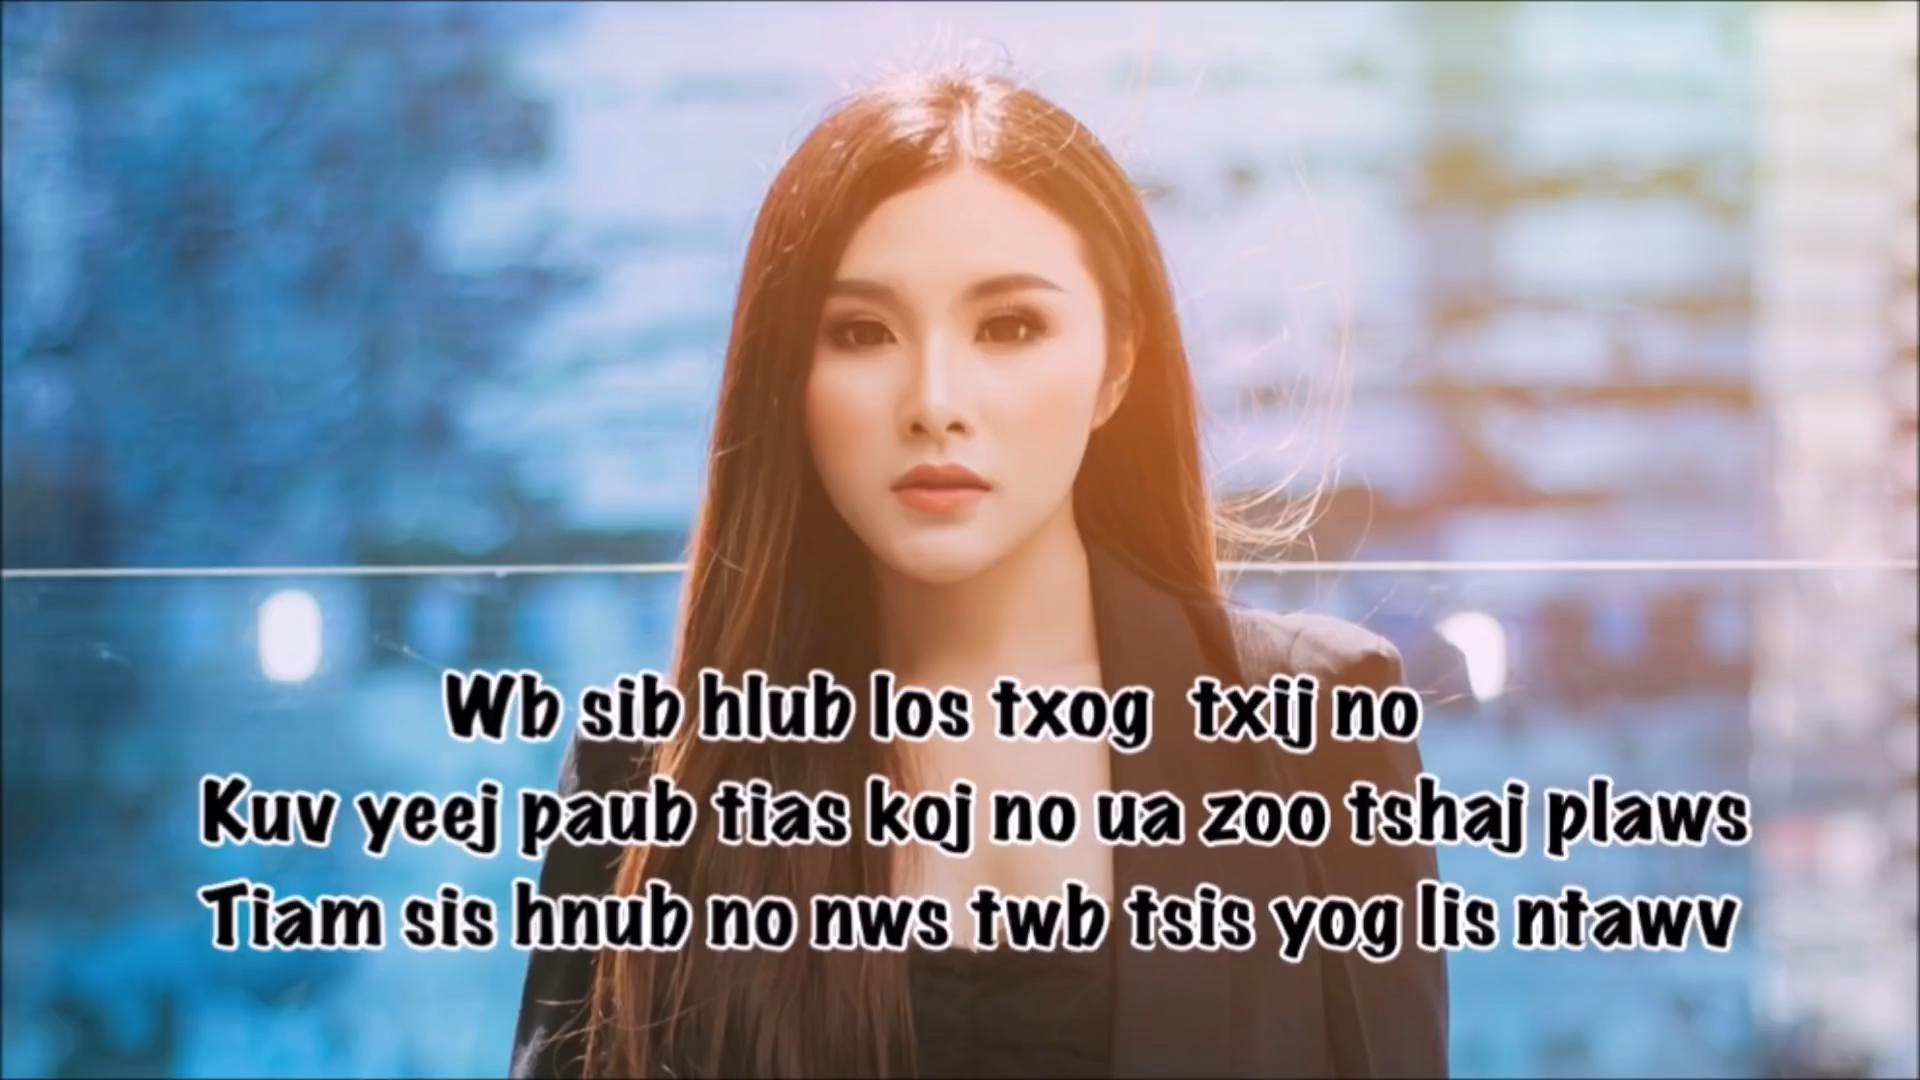 Wb sib hlub los txog txij no
Kuv yeej paub tias koj no ua zoo tshaj plaws
Tiam sis hnub no nws twb tsis yog lis ntawv